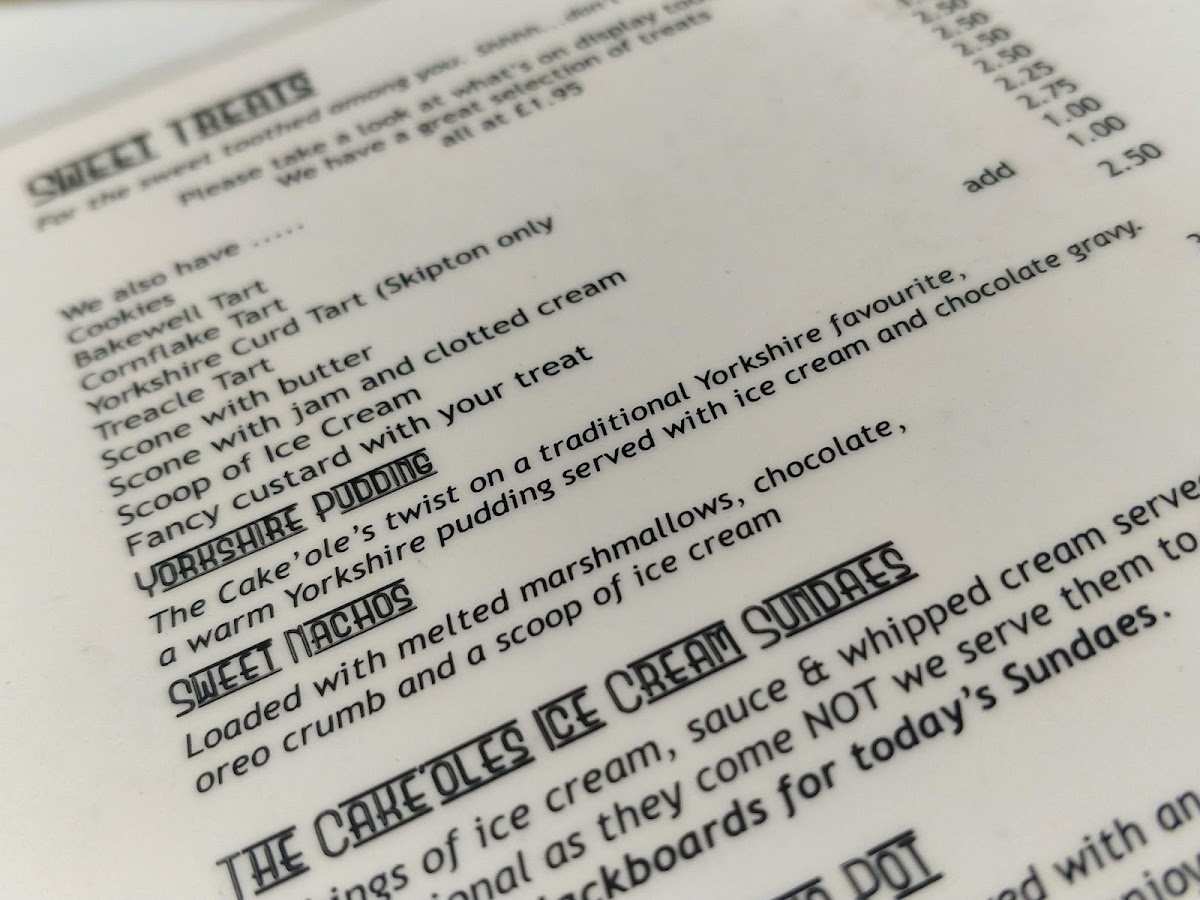 SWEET TREATS
For the sweet toothed among you. Shhhh....don't
Please take a look at what's on display
We have a great selection of treats
all at £1.95
We also have .....
Cookies
Bakewell Tart 2.50
Cornflake Tart 2.50
Yorkshire Curd Tart (Skipton only 2.50
Treacle Tart 2.50
Scone with butter 2.25
Scone with jam and clotted cream 2.75
Scoop of Ice Cream 1.00
Fancy custard with your treat add 1.00
YORKSHIRE PUDDING 2.50
The Cake'ole's twist on a traditional Yorkshire favourite,
a warm Yorkshire pudding served with ice cream and chocolate gravy.
SWEET NACHOS
Loaded with melted marshmallows, chocolate,
oreo crumb and a scoop of ice cream
THE CAKE'OLES ICE CREAM SUNDAES
ings of ice cream, sauce & whipped cream serve
ional as they come NOT we serve them to
lackboards for today's Sundaes.
POT
ed with an
enjoy